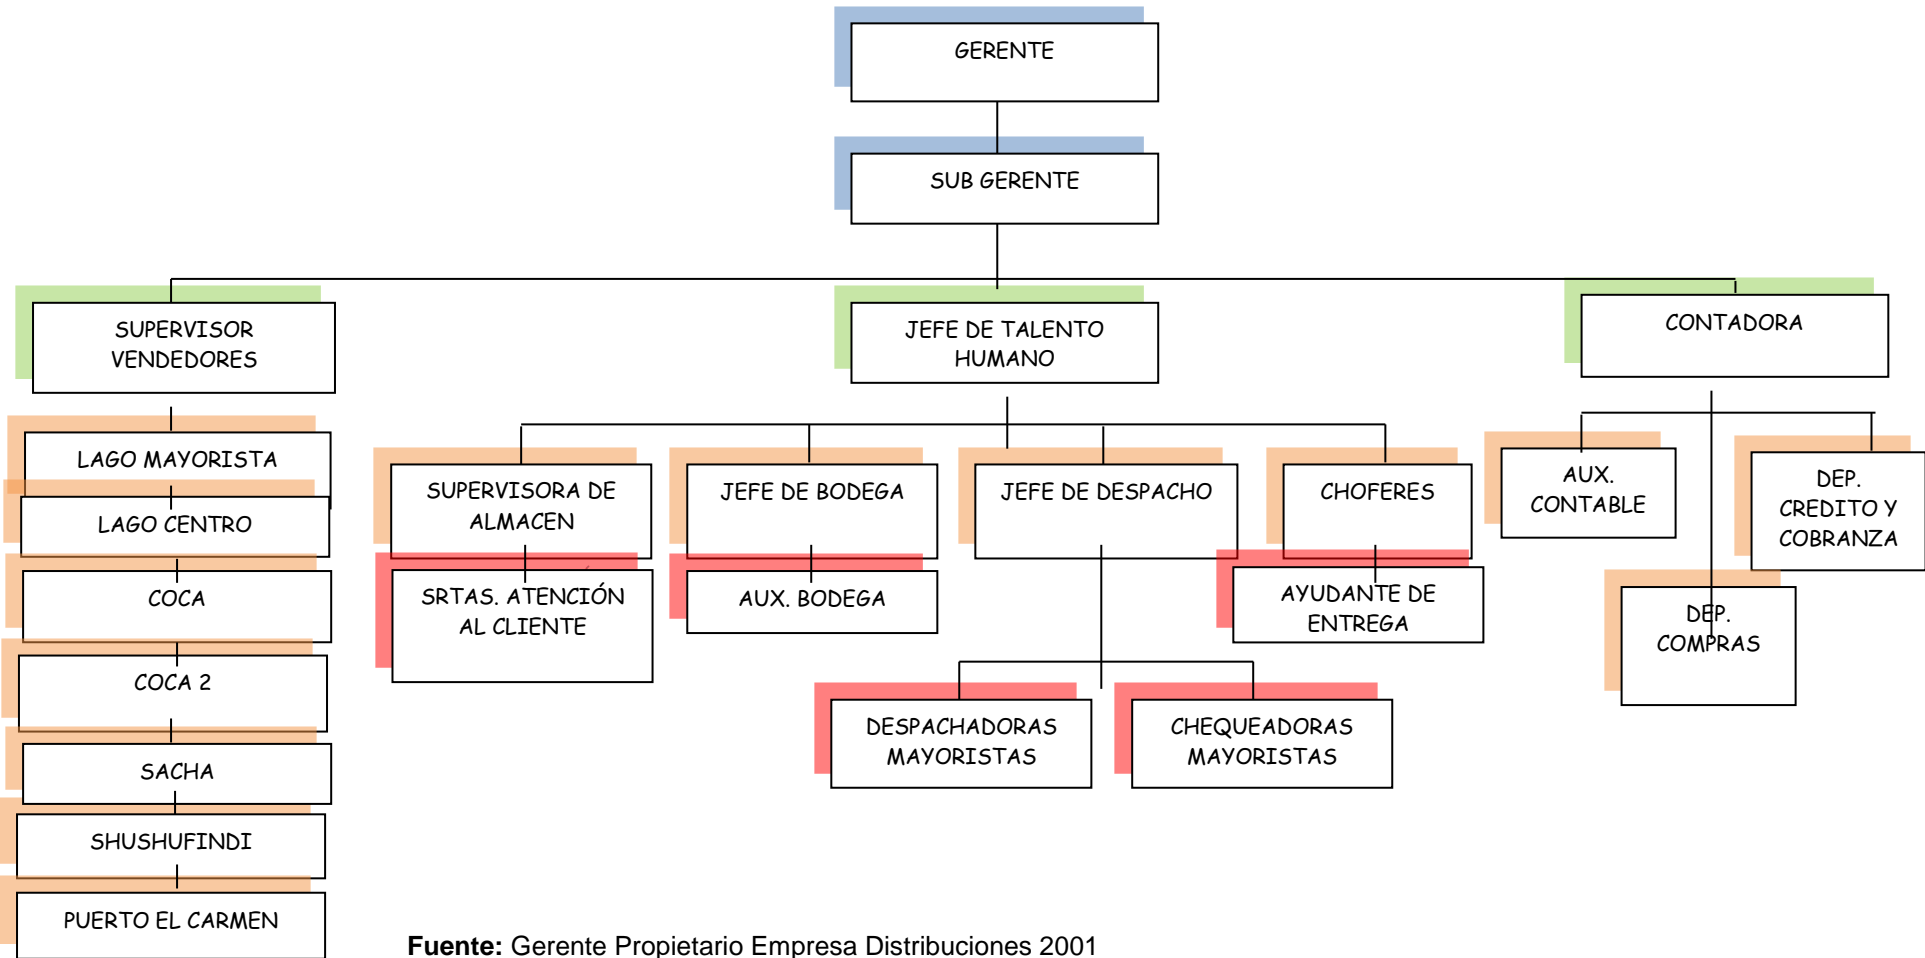 GERENTE
SUB GERENTE
SUPERVISOR
VENDEDORES
JEFE DE TALENTO
HUMANO
CONTADORA
LAGO MAYORISTA
LAGO CENTRO
COCA
COCA 2
SACHA
SHUSHUFINDI
PUERTO EL CARMEN
SUPERVISORA DE
ALMACEN
SRTAS. ATENCIÓN
AL CLIENTE
JEFE DE BODEGA
AUX. BODEGA
JEFE DE DESPACHO
DESPACHADORAS
MAYORISTAS
CHEQUEADORAS
MAYORISTAS
CHOFERES
AYUDANTE DE
ENTREGA
AUX.
CONTABLE
DEP.
COMPRAS
DEP.
CREDITO Y
COBRANZA
Fuente: Gerente Propietario Empresa Distribuciones 2001